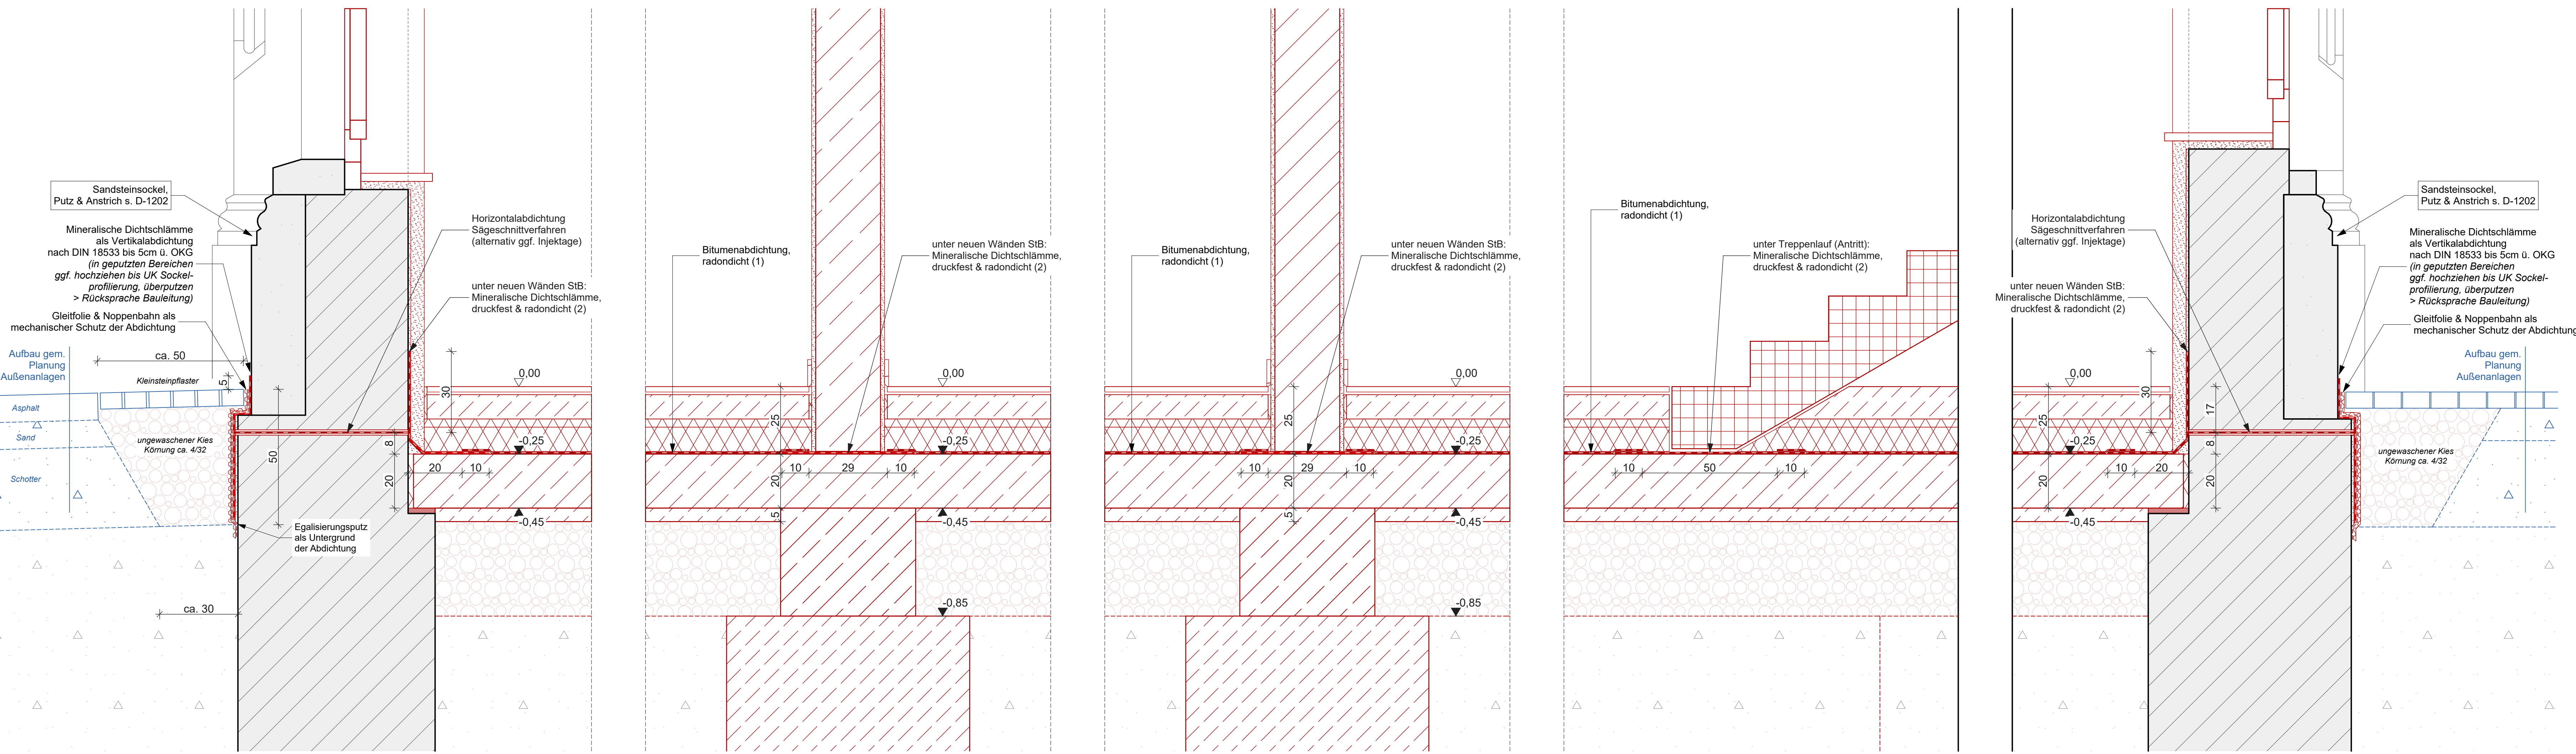 Sandsteinsockel,
Putz & Anstrich s. D-1202
Mineralische Dichtschlämme
als Vertikalabdichtung
nach DIN 18533 bis 5cm ü. OKG
(in geputzten Bereichen
ggf. hochziehen bis UK Sockel-
profilierung, überputzen
> Rücksprache Bauleitung)
Gleitfolie & Noppenbahn als
mechanischer Schutz der Abdichtung
Aufbau gem.
Planung
Außenanlagen
ca. 50
Kleinsteinpflaster
5
Asphalt
Sand
Schotter
ungewaschener Kies
Körnung ca. 4/32
50
Egalisierungsputz
als Untergrund
der Abdichtung
ca. 30
Horizontalabdichtung
Sägeschnittverfahren
(alternativ ggf. Injektage)
unter neuen Wänden StB:
Mineralische Dichtschlämme,
druckfest & radondicht (2)
30
0,00
8
-0,25
20
10
20
-0,45
Bitumenabdichtung,
radondicht (1)
unter neuen Wänden StB:
Mineralische Dichtschlämme,
druckfest & radondicht (2)
0,00
25
-0,25
10
29
10
20
5
-0,45
-0,85
Bitumenabdichtung,
radondicht (1)
unter neuen Wänden StB:
Mineralische Dichtschlämme,
druckfest & radondicht (2)
0,00
25
-0,25
10
29
10
20
5
-0,45
-0,85
Bitumenabdichtung,
radondicht (1)
unter Treppenlauf (Antritt):
Mineralische Dichtschlämme,
druckfest & radondicht (2)
10
50
10
Horizontalabdichtung
Sägeschnittverfahren
(alternativ ggf. Injektage)
unter neuen Wänden StB:
Mineralische Dichtschlämme,
druckfest & radondicht (2)
0,00
30
17
25
-0,25
8
10
20
20
20
-0,45
Sandsteinsockel,
Putz & Anstrich s. D-1202
Mineralische Dichtschlämme
als Vertikalabdichtung
nach DIN 18533 bis 5cm ü. OKG
(in geputzten Bereichen
ggf. hochziehen bis UK Sockel-
profilierung, überputzen
> Rücksprache Bauleitung)
Gleitfolie & Noppenbahn als
mechanischer Schutz der Abdichtung
Aufbau gem.
Planung
Außenanlagen
ungewaschener Kies
Körnung ca. 4/32